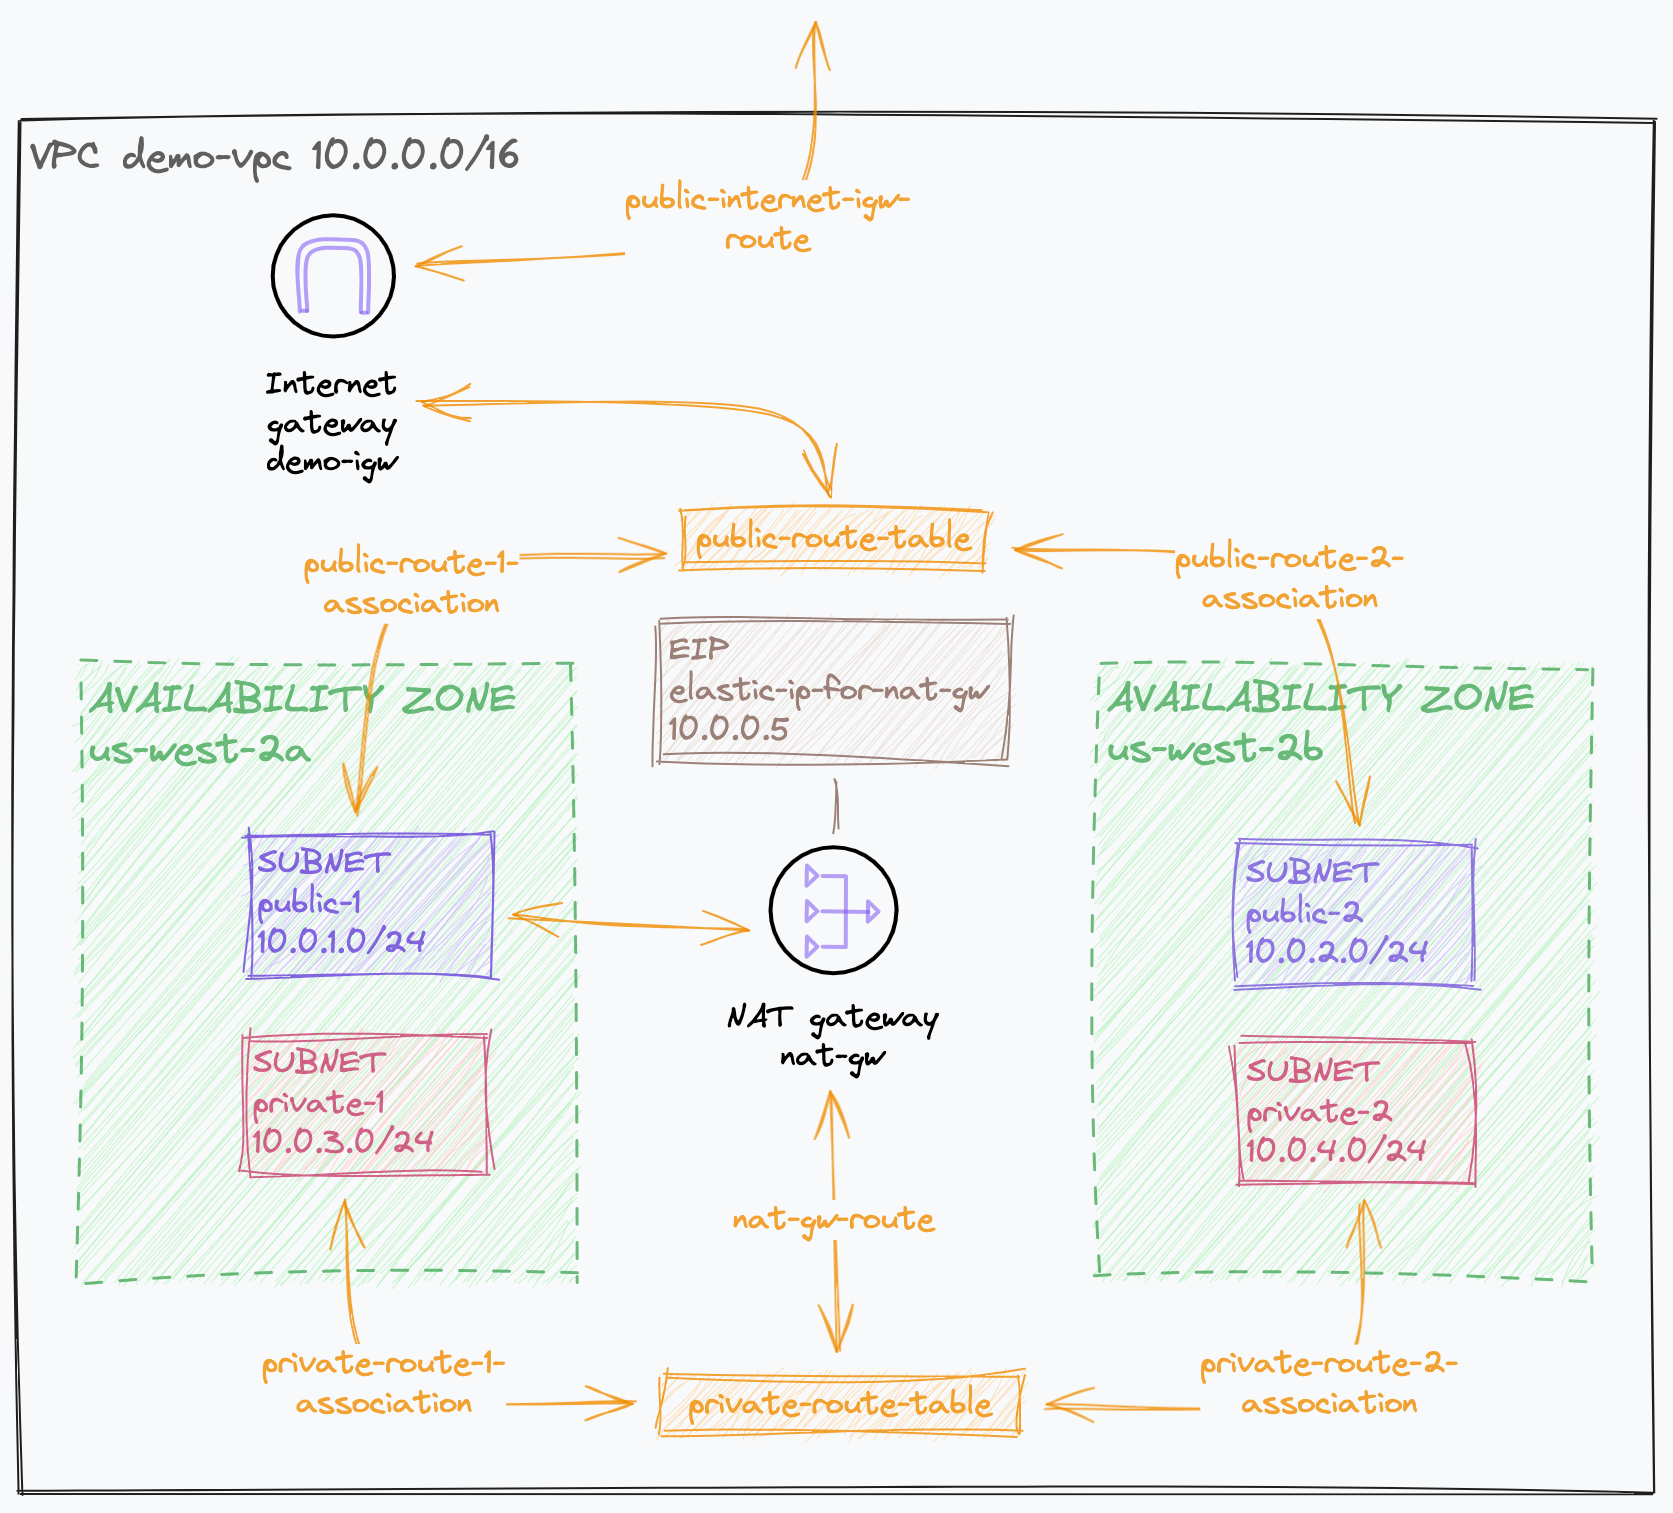 VPC demo-vpc 10.0.0.0/16
public-internet-igw-
route
Internet
gateway
demo-igw
public-route-table
public-route-1-
association
public-route-2-
association
EIP
elastic-ip-for-nat-gw
10.0.0.5
AVAILABILITY ZONE
us-west-2a
AVAILABILITY ZONE
us-west-2b
SUBNET
public-1
10.0.1.0/24
SUBNET
public-2
10.0.2.0/24
NAT gateway
nat-gw
SUBNET
private-1
10.0.3.0/24
SUBNET
private-2
10.0.4.0/24
nat-gw-route
private-route-1-
association
private-route-table
private-route-2-
association